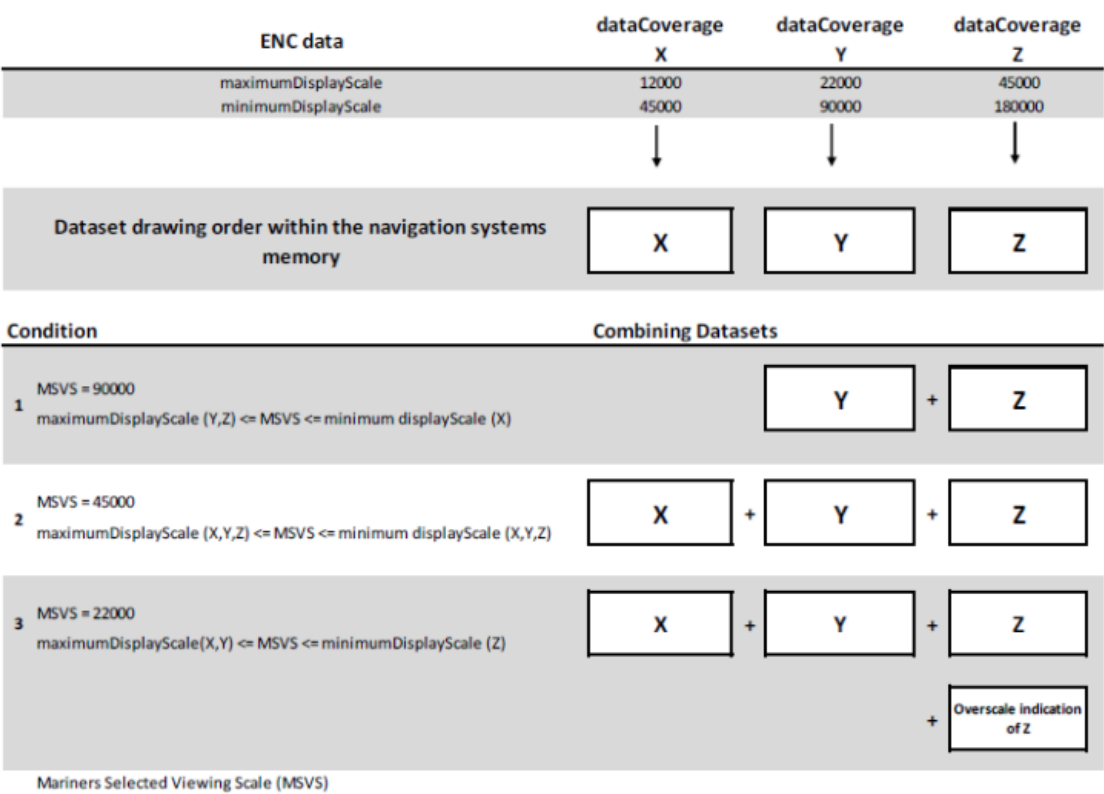 ENC data dataCoverage X dataCoverage Y dataCoverage Z
maximumDisplayScale 12000 22000 45000
minimumDisplayScale 45000 90000 180000
Dataset drawing order within the navigation systems memory X Y Z
Condition Combining Datasets
1 MSVS = 90000
maximumDisplayScale (Y,Z) <= MSVS <= minimum displayScale (X)
Y + Z
2 MSVS = 45000
maximumDisplayScale (X,Y,Z) <= MSVS <= minimum displayScale (X,Y,Z)
X + Y + Z
3 MSVS = 22000
maximumDisplayScale(X,Y) <= MSVS <= minimumDisplayScale (Z)
X + Y + Z
+ Overscale indication of Z
Mariners Selected Viewing Scale (MSVS)